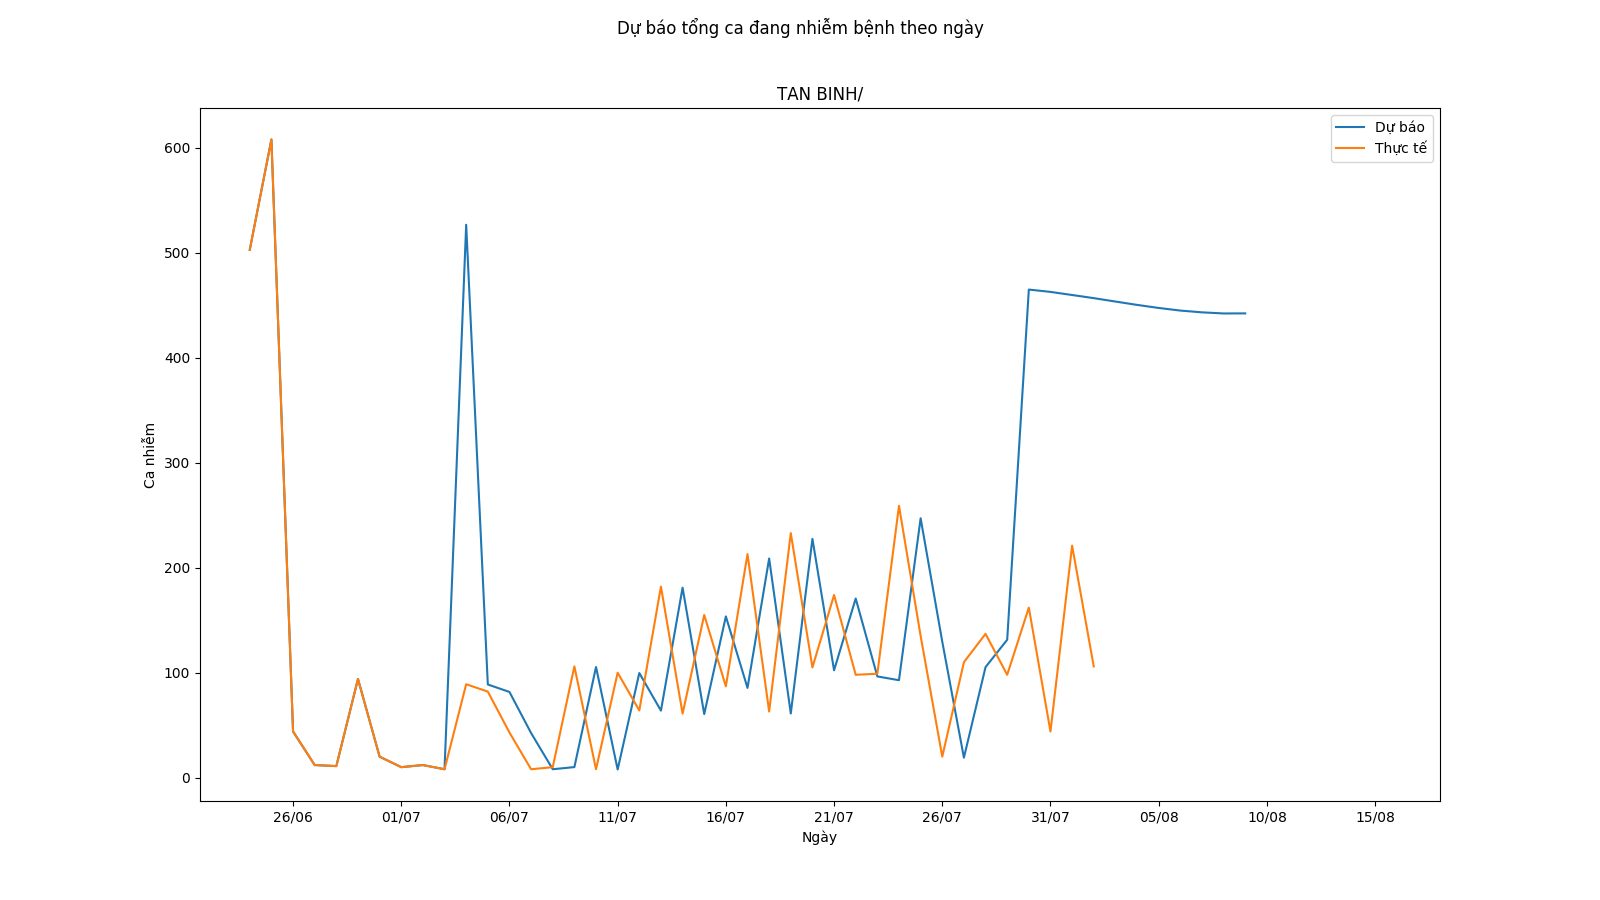 Dự báo tổng ca đang nhiễm bệnh theo ngày
TAN BINH/
Dự báo
Thực tế
600
500
400
300
200
100
0
Ca nhiễm
26/06 01/07 06/07 11/07 16/07 21/07 26/07 31/07 05/08 10/08 15/08
Ngày